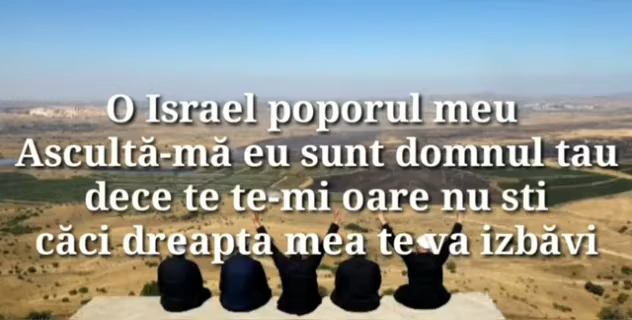 O Israel poporul meu
Ascultă-mă eu sunt domnul tau
dece te te-mi oare nu sti
căci dreapta mea te va izbăvi